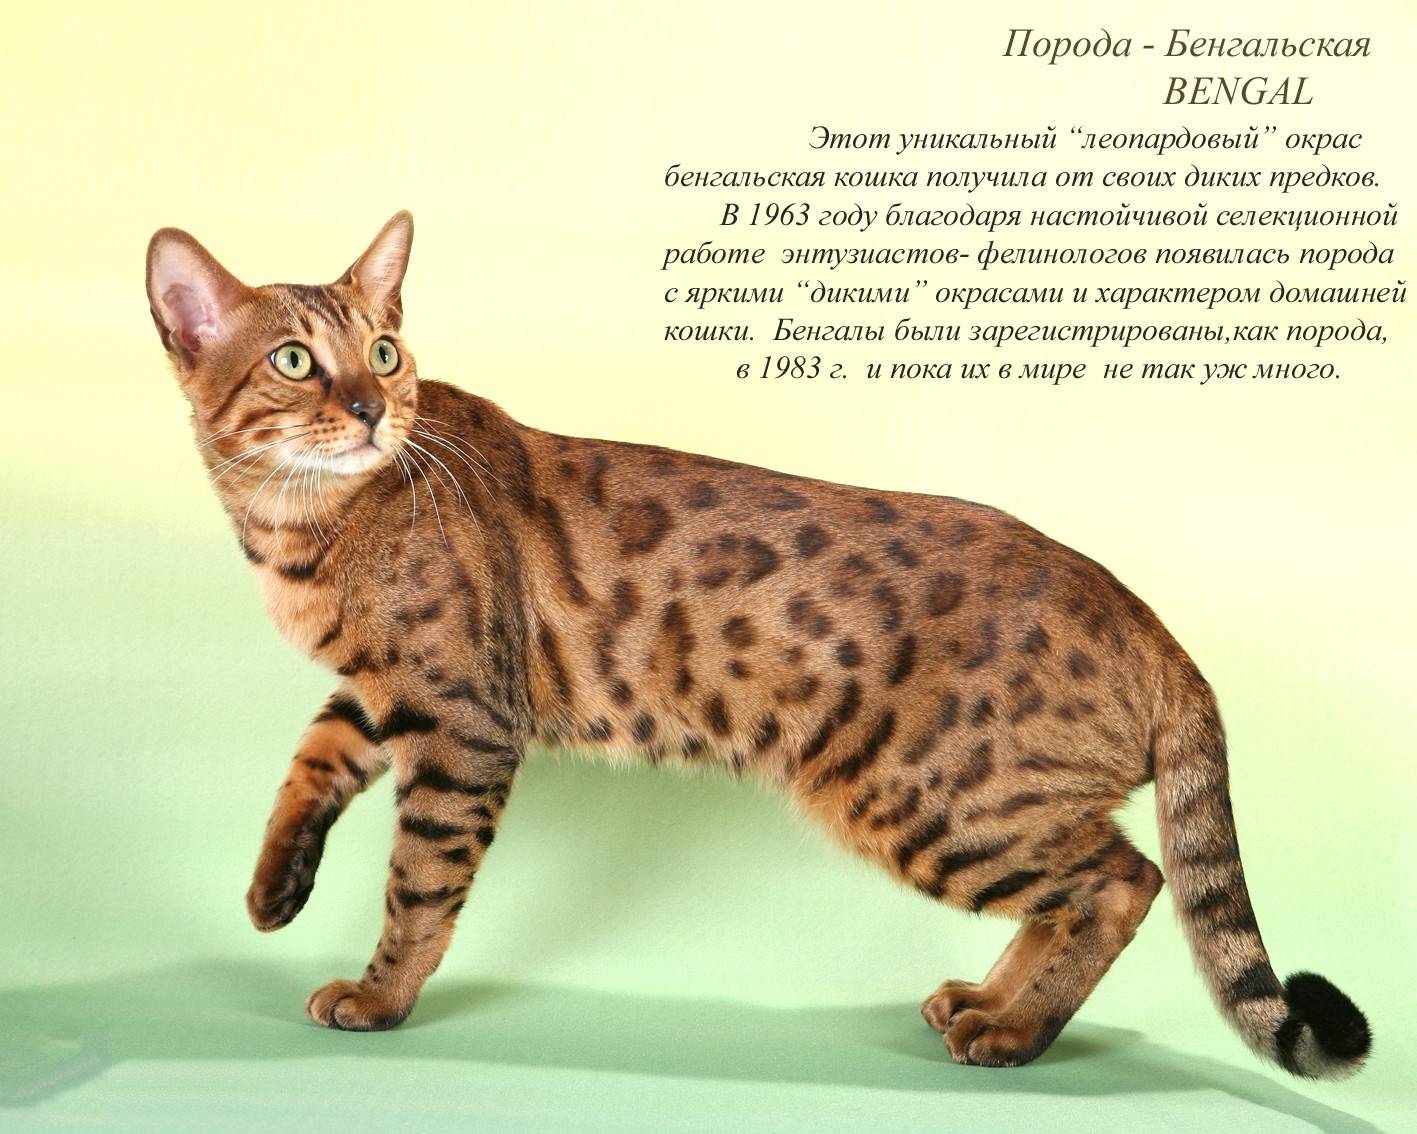 Порода - Бенгальская
BENGAL
Этот уникальный “леопардовый” окрас
бенгальская кошка получила от своих диких предков.
В 1963 году благодаря настойчивой селекционной
работе энтузиастов- фелинологов появилась порода
с яркими “дикими” окрасами и характером домашней
кошки. Бенгалы были зарегистрированы,как порода,
в 1983 г. и пока их в мире не так уж много.